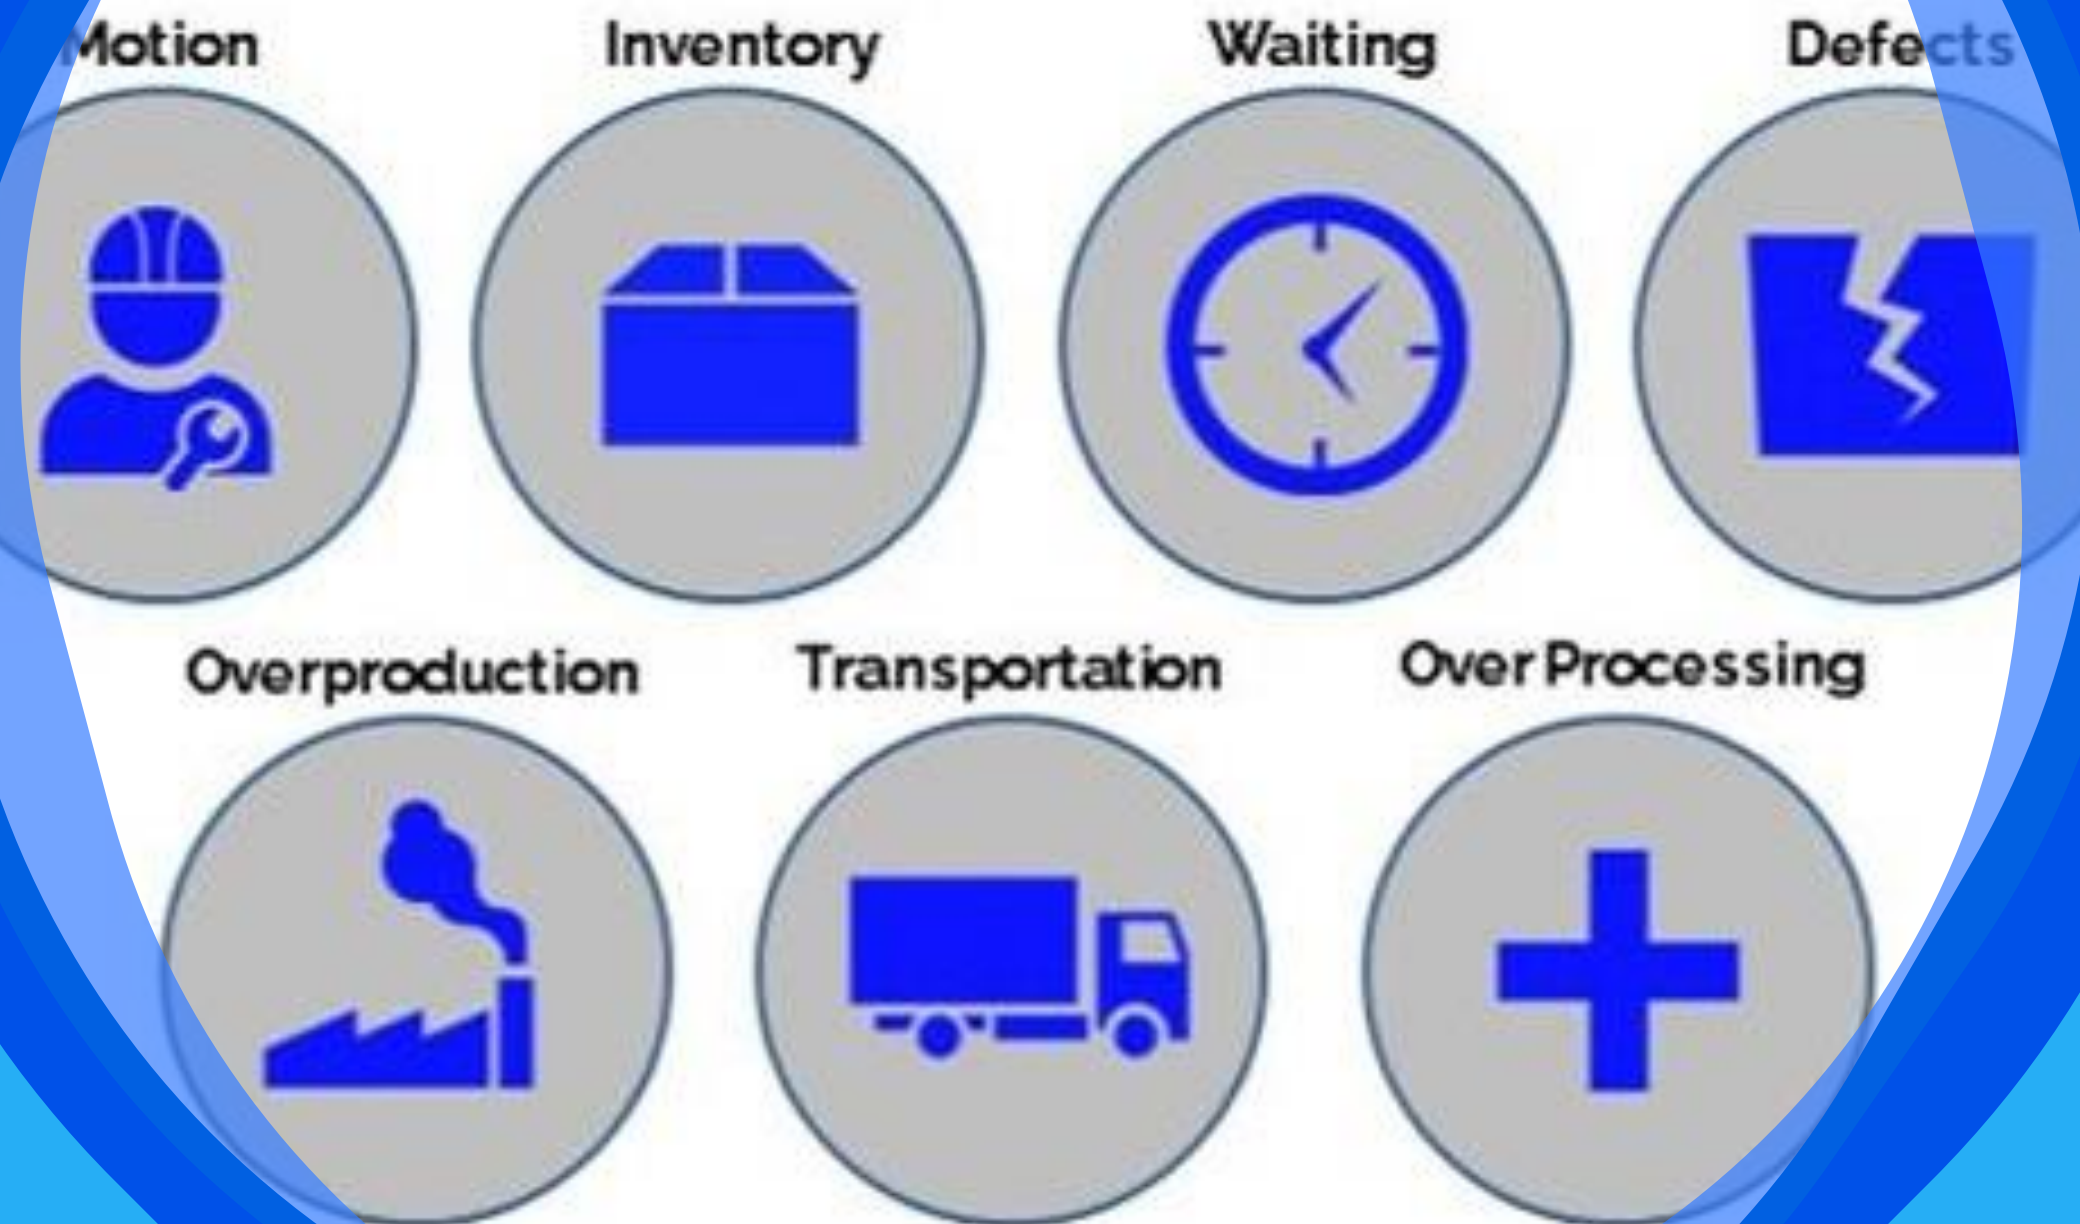 Motion
Inventory
Waiting
Defects
Overproduction
Transportation
Over Processing